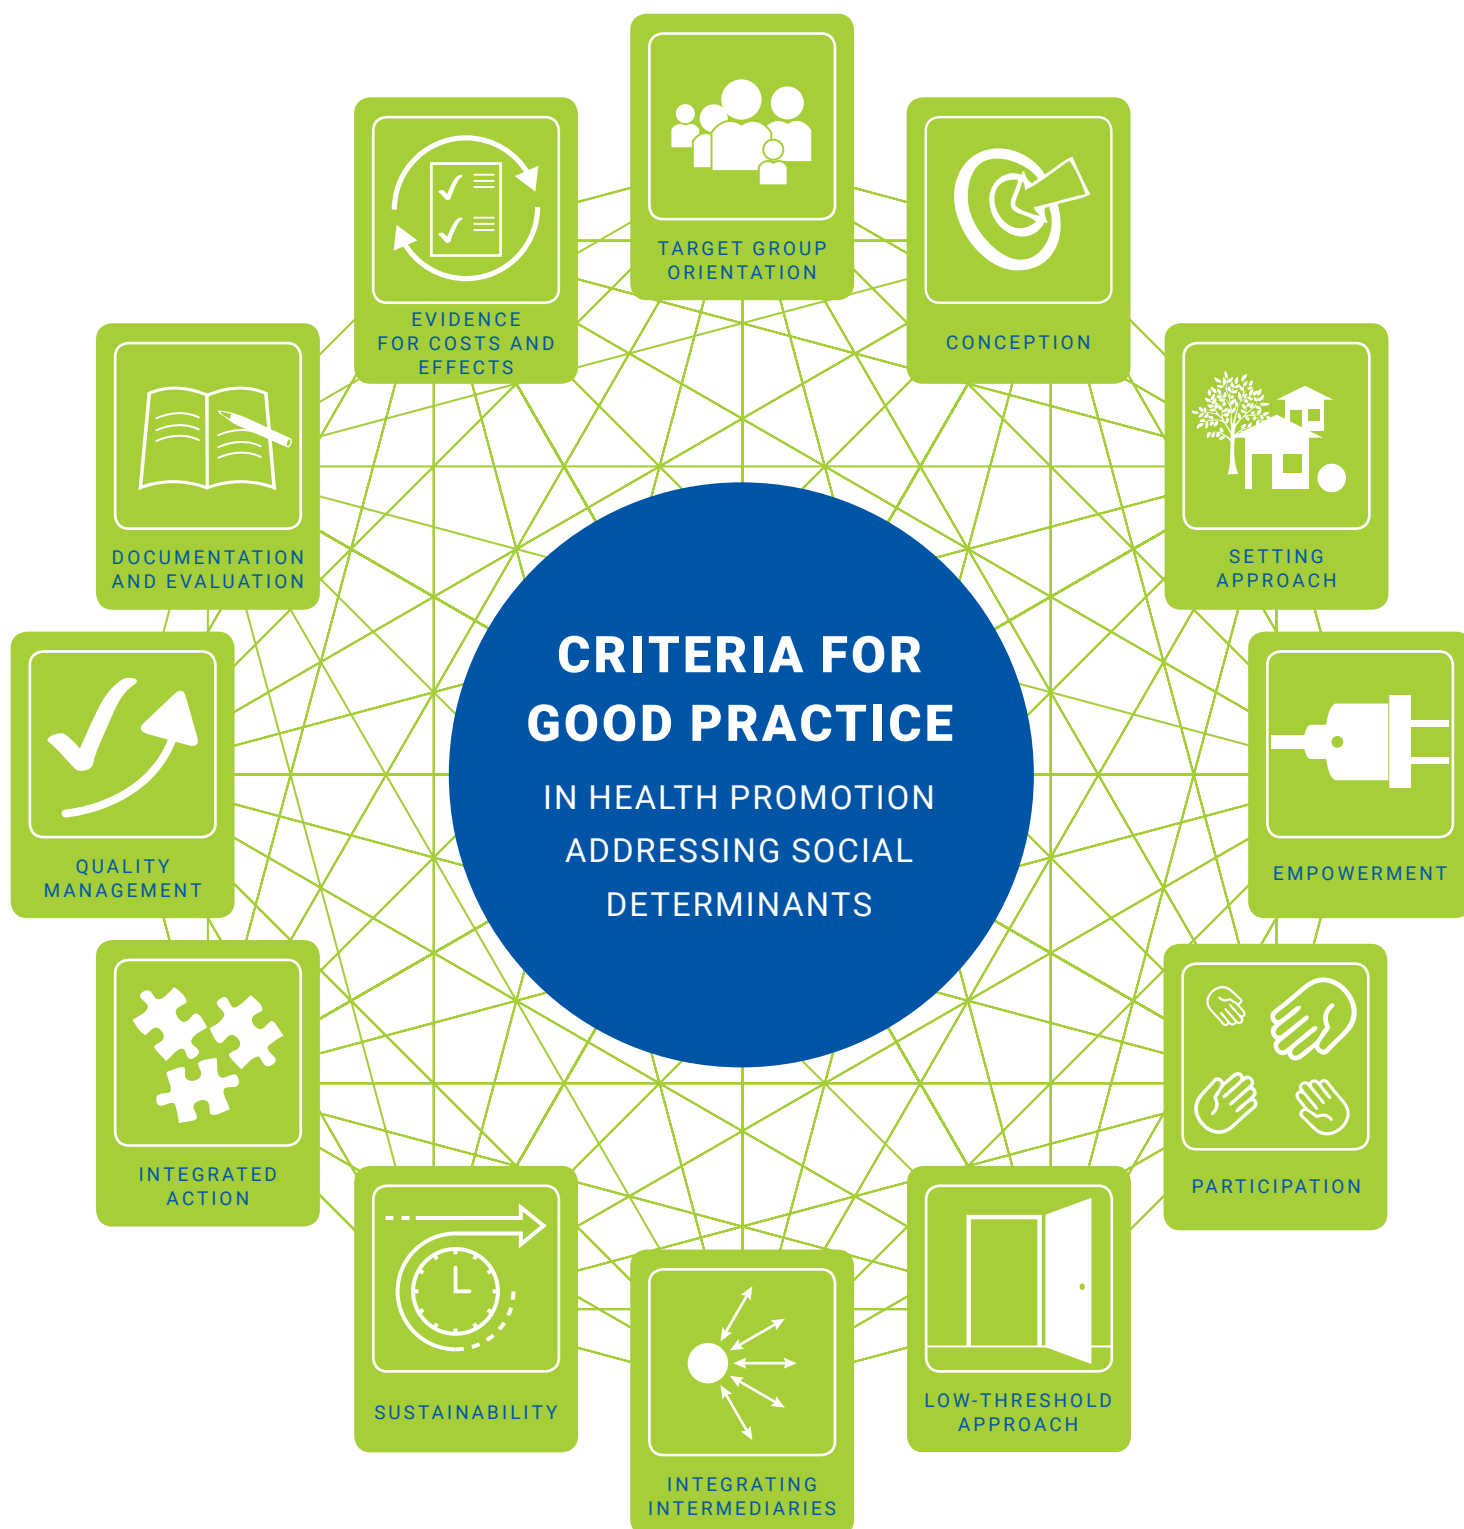 TARGET GROUP
ORIENTATION
CONCEPTION
SETTING
APPROACH
EMPOWERMENT
PARTICIPATION
LOW-THRESHOLD
APPROACH
INTEGRATING
INTERMEDIARIES
SUSTAINABILITY
INTEGRATED
ACTION
QUALITY
MANAGEMENT
DOCUMENTATION
AND EVALUATION
EVIDENCE
FOR COSTS AND
EFFECTS
CRITERIA FOR
GOOD PRACTICE
IN HEALTH PROMOTION
ADDRESSING SOCIAL
DETERMINANTS